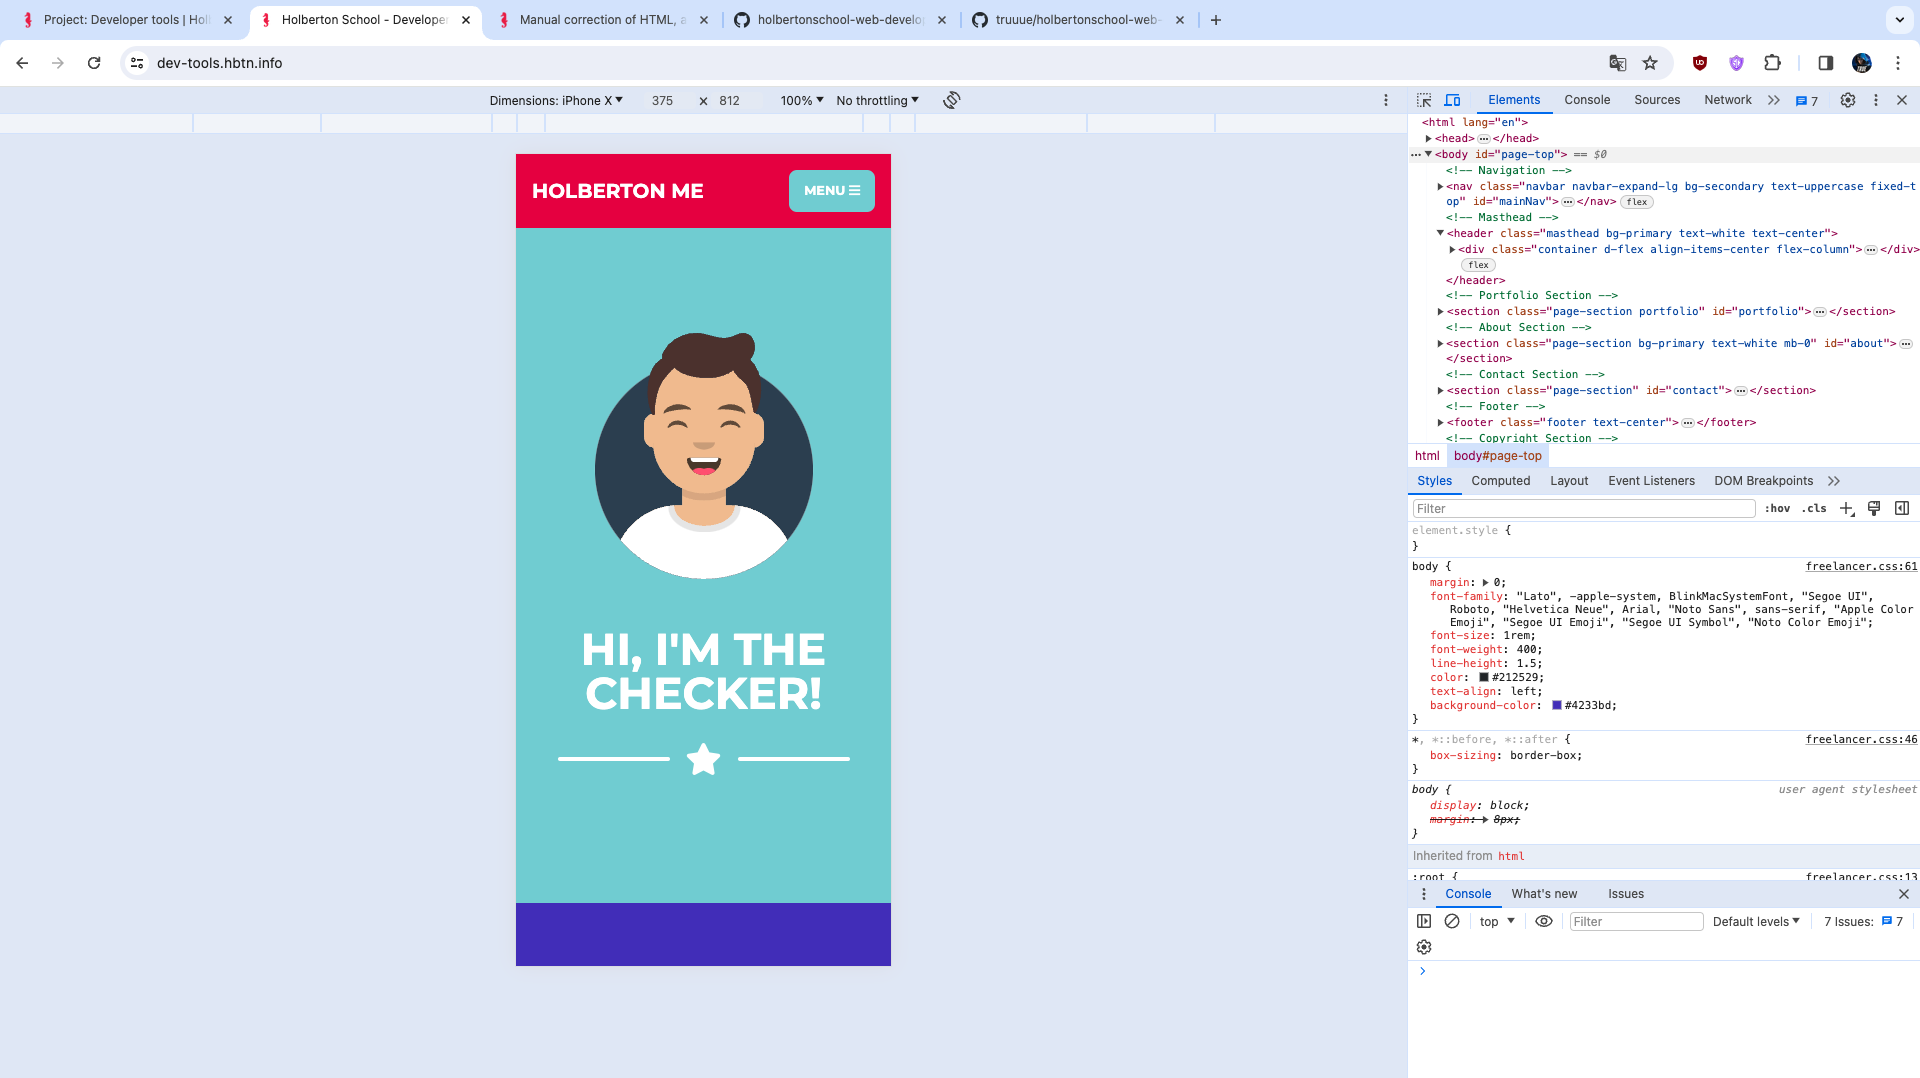 Project: Developer tools | Hol
Holberton School - Developer
Manual correction of HTML, a
holbertonschool-web-develo
truuue/holbertonschool-web-
dev-tools.hbtn.info
Dimensions: iPhone X 375 × 812 100% No throttling
HOLBERTON ME
MENU
HI, I'M THE
CHECKER!
Elements Console Sources Network 7
<html lang="en">
<head> … </head>
… <body id="page-top"> == $0
<!-- Navigation -->
<nav class="navbar navbar-expand-lg bg-secondary text-uppercase fixed-t
op" id="mainNav"> … </nav> flex
<!-- Masthead -->
<header class="masthead bg-primary text-white text-center">
<div class="container d-flex align-items-center flex-column"> … </div>
flex
</header>
<!-- Portfolio Section -->
<section class="page-section portfolio" id="portfolio"> … </section>
<!-- About Section -->
<section class="page-section bg-primary text-white mb-0" id="about"> …
</section>
<!-- Contact Section -->
<section class="page-section" id="contact"> … </section>
<!-- Footer -->
<footer class="footer text-center"> … </footer>
<!-- Copyright Section -->
html body#page-top
Styles Computed Layout Event Listeners DOM Breakpoints
Filter :hov .cls
element.style {
}
body { freelancer.css:61
margin: 0;
font-family: "Lato", -apple-system, BlinkMacSystemFont, "Segoe UI",
Roboto, "Helvetica Neue", Arial, "Noto Sans", sans-serif, "Apple Color
Emoji", "Segoe UI Emoji", "Segoe UI Symbol", "Noto Color Emoji";
font-size: 1rem;
font-weight: 400;
line-height: 1.5;
color: #212529;
text-align: left;
background-color: #4233bd;
}
*, *::before, *::after { freelancer.css:46
box-sizing: border-box;
}
body { user agent stylesheet
display: block;
margin: 8px;
}
Inherited from html
:root { freelancer.css:13
Console What's new Issues
top Filter Default levels 7 Issues: 7